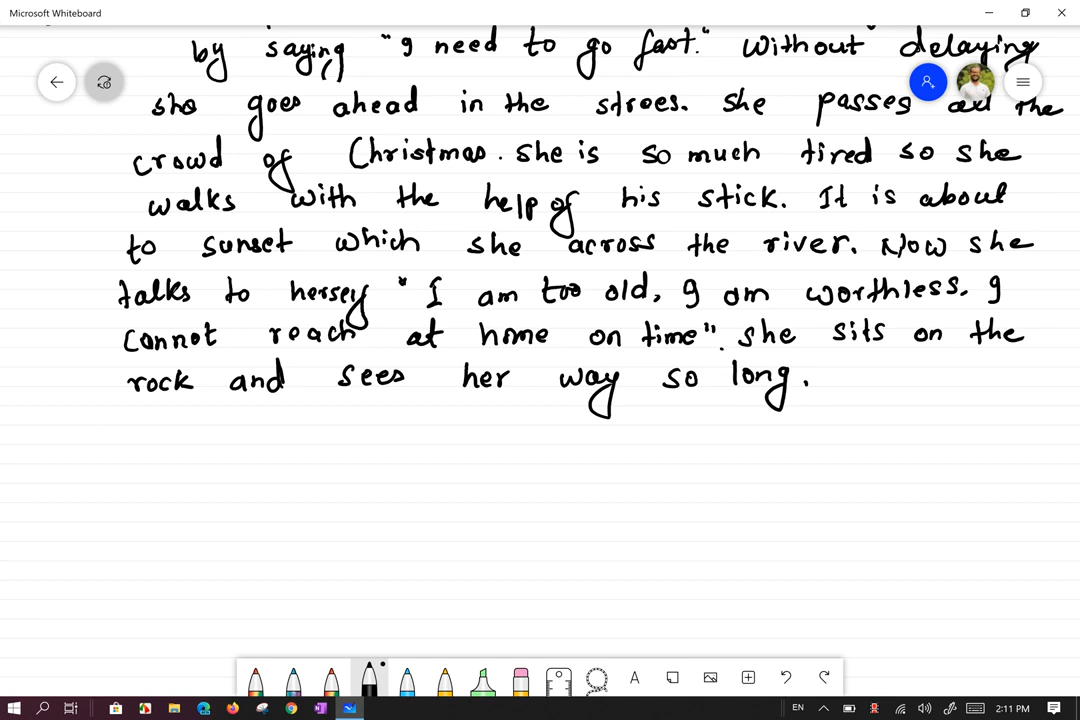 Microsoft Whiteboard
by saying, "I need to go fast." without delaying
she goes ahead in the stroes. she passes all the
crowd of Christmas. she is so much tired so she
walks with the help of his stick. It is about
to sunset which she across the river. Now she
talks to hersey "I am too old, I am worthless. I
cannot reach at home on time". she sits on the
rock and sees her way so long.
A
EN
2:11 PM